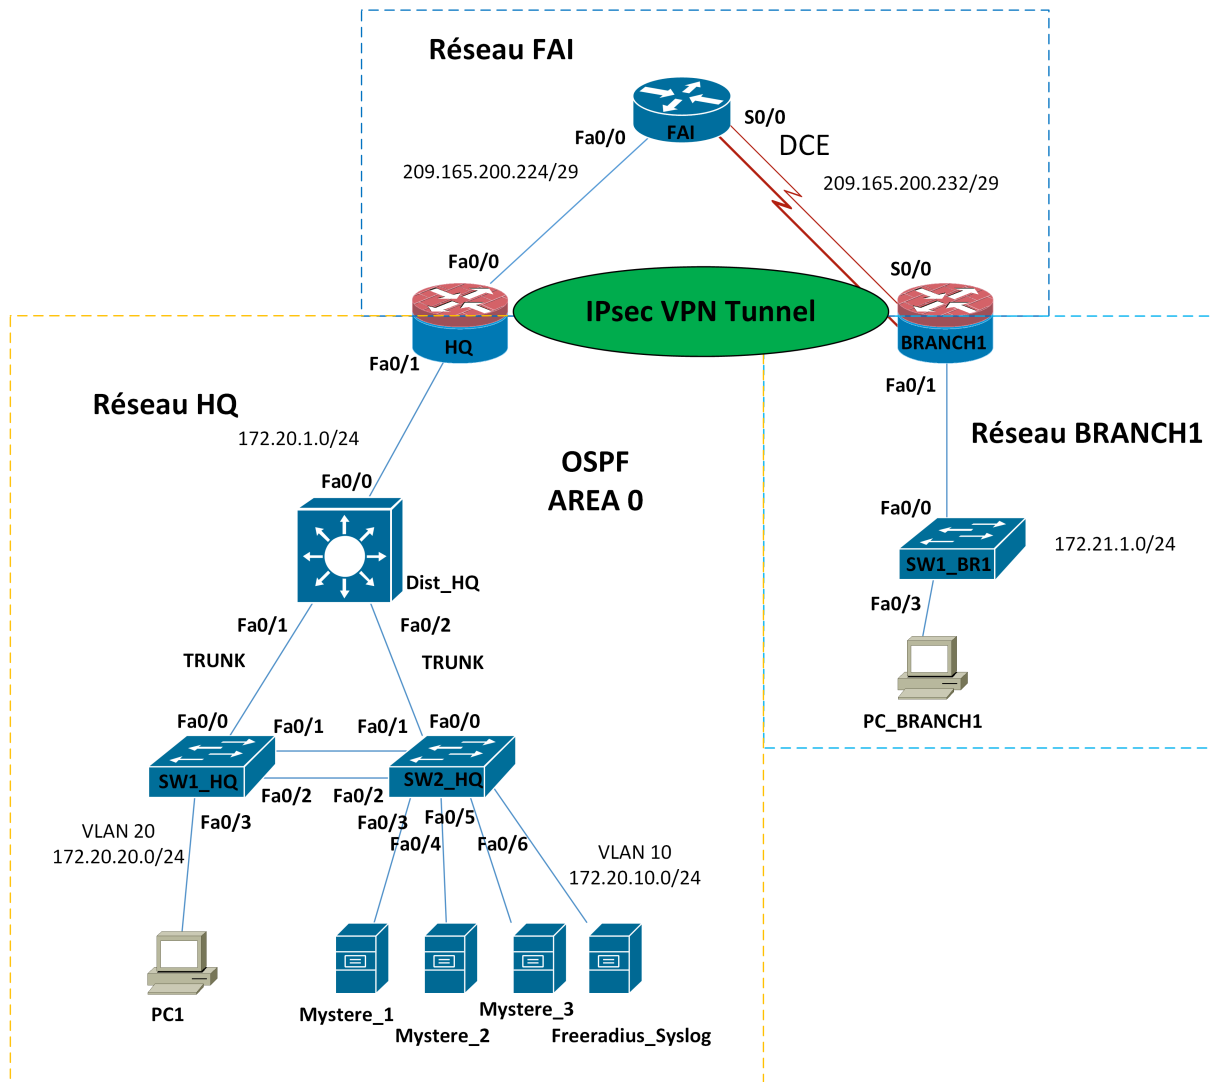 Réseau FAI
FAI
S0/0
Fa0/0
DCE
209.165.200.224/29
209.165.200.232/29
Fa0/0
S0/0
IPsec VPN Tunnel
HQ
BRANCH1
Fa0/1
Fa0/1
Réseau HQ
172.20.1.0/24
Réseau BRANCH1
OSPF
AREA 0
Fa0/0
Fa0/0
172.21.1.0/24
SW1_BR1
Dist_HQ
Fa0/3
Fa0/1
Fa0/2
TRUNK
TRUNK
PC_BRANCH1
Fa0/0
Fa0/1
Fa0/1
Fa0/0
SW1_HQ
SW2_HQ
Fa0/2
Fa0/2
Fa0/3
Fa0/3
Fa0/5
Fa0/4
Fa0/6
VLAN 20
172.20.20.0/24
VLAN 10
172.20.10.0/24
PC1
Mystere_1
Mystere_2
Mystere_3
Freeradius_Syslog